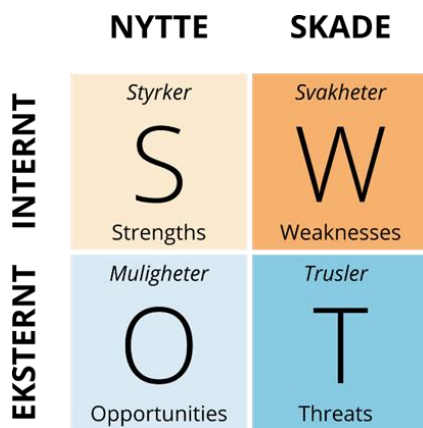 NYTTE SKADE
INTERNT
Styrker
S
Strengths
Svakheter
W
Weaknesses
EKSTERNT
Muligheter
O
Opportunities
Trusler
T
Threats